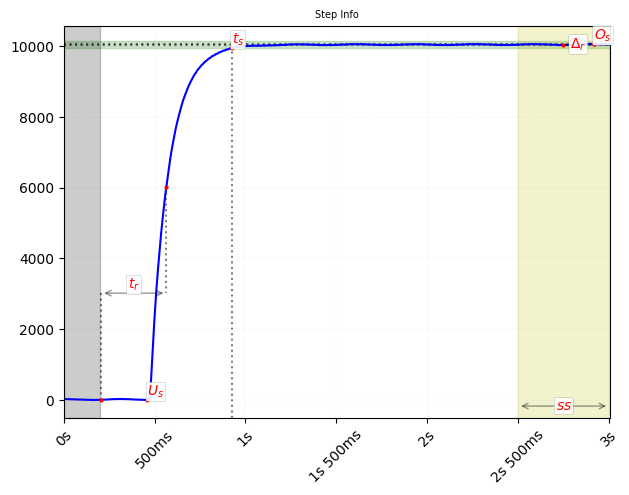 Step Info
10000
8000
6000
4000
2000
0
t_s
Δ_r
O_s
t_r
U_s
ss
0s
500ms
1s
1s 500ms
2s
2s 500ms
3s